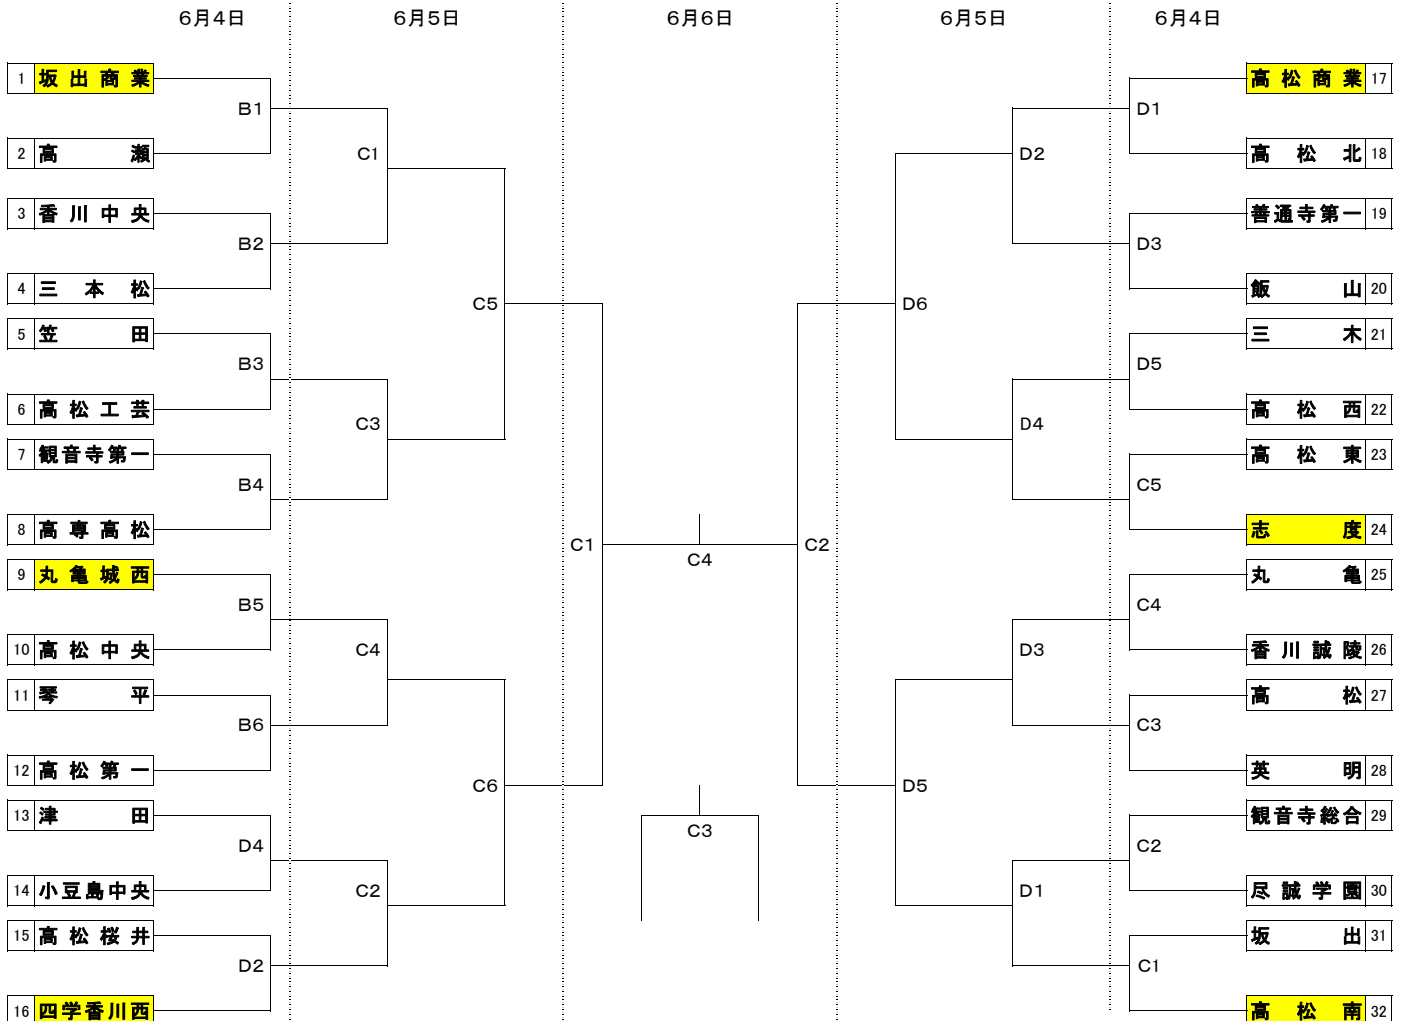 ６月４日 ６月５日 ６月６日 ６月５日 ６月４日
1 坂出商業
B1
2 高瀬
C1
3 香川中央
B2
4 三本松
C5
5 笠田
B3
6 高松工芸
C3
7 観音寺第一
B4
8 高専高松
C1
9 丸亀城西
B5
10 高松中央
C4
11 琴平
B6
12 高松第一
C6
13 津田
D4
14 小豆島中央
C2
15 高松桜井
D2
16 四学香川西
C4
C3
高松商業 17
D1
高松北 18
D2
善通寺第一 19
D3
飯山 20
D6
三木 21
D5
高松西 22
D4
高松東 23
C5
志度 24
C2
丸亀 25
C4
香川誠陵 26
D3
高松 27
C3
英明 28
D5
観音寺総合 29
C2
尽誠学園 30
D1
坂出 31
C1
高松南 32